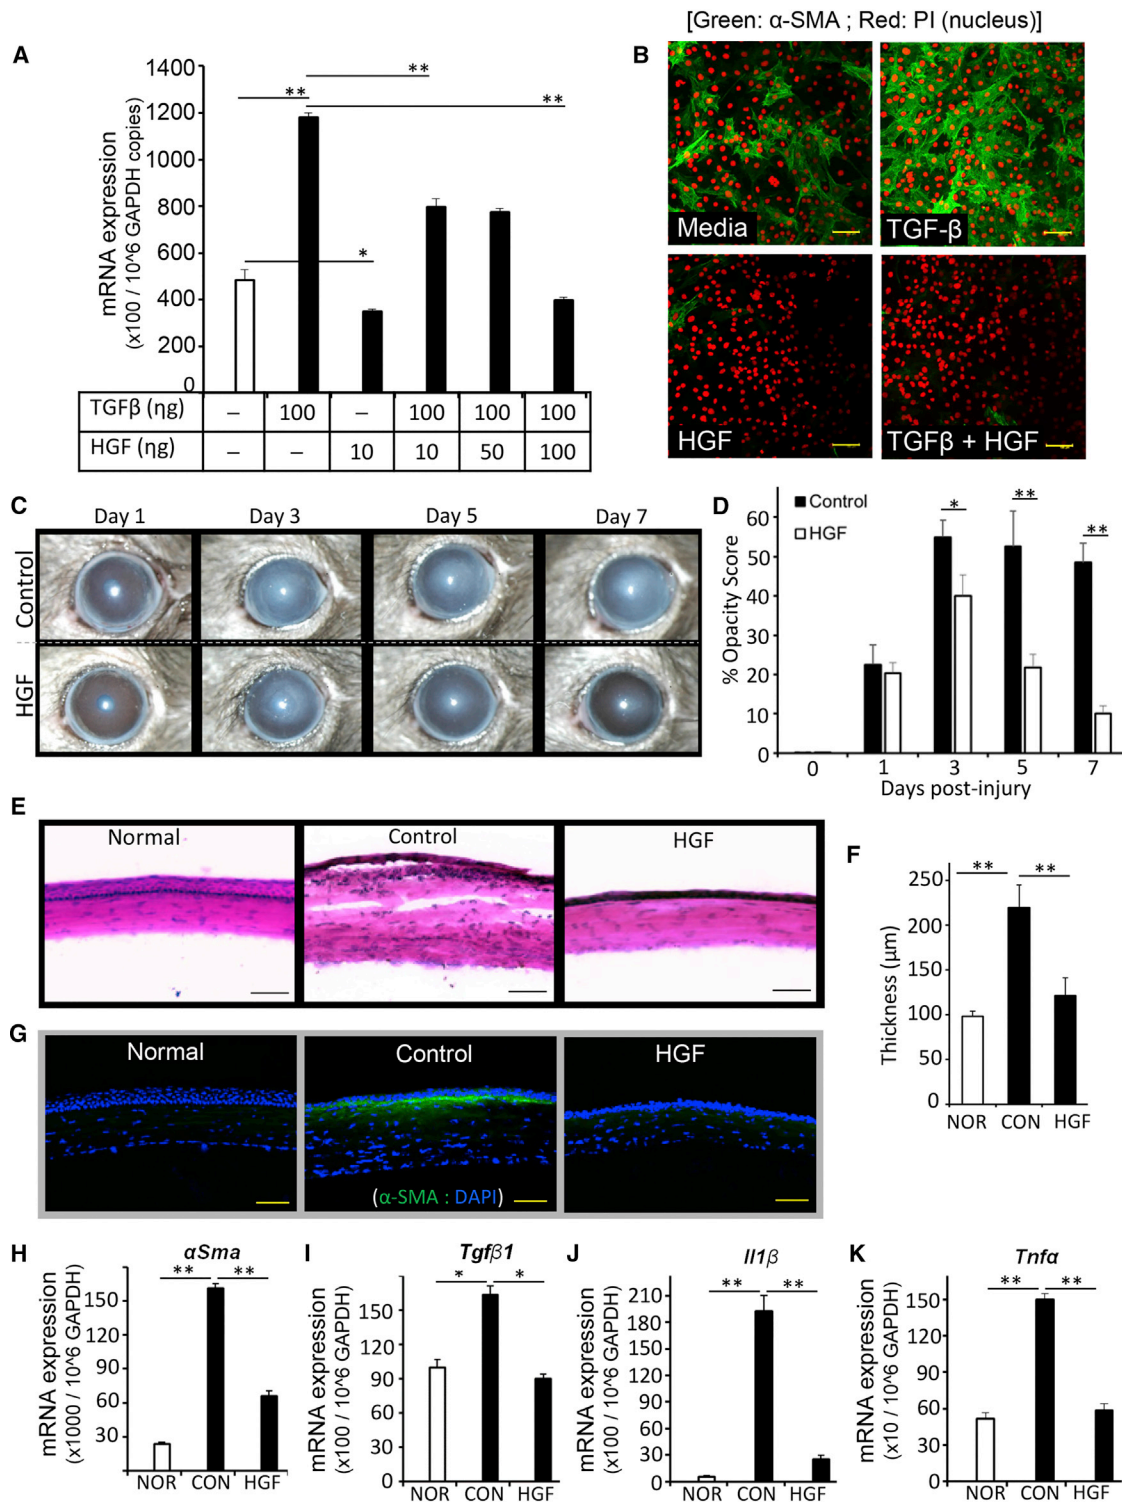 [Green: α-SMA ; Red: PI (nucleus)]
A
mRNA expression
(x100 / 10^6 GAPDH copies)
1400
1200
1000
800
600
400
200
0
**
**
**
*
TGFβ (ηg) – 100 – 100 100 100
HGF (ηg) – – 10 10 50 100
B
Media
TGF-β
HGF
TGFβ + HGF
C
Day 1 Day 3 Day 5 Day 7
Control
HGF
D
% Opacity Score
60
50
40
30
20
10
0
Control
HGF
* ** **
0 1 3 5 7
Days post-injury
E
Normal Control HGF
F
Thickness (µm)
250
200
150
100
50
0
** **
NOR CON HGF
G
Normal Control HGF
(α-SMA : DAPI)
H
αSma
mRNA expression
(x1000 / 10^6 GAPDH)
150
120
90
60
30
** **
NOR CON HGF
I
Tgfβ1
mRNA expression
(x100 / 10^6 GAPDH)
150
120
90
60
30
0
* *
NOR CON HGF
J
Il1β
mRNA expression
(x100 / 10^6 GAPDH)
210
180
150
120
90
60
30
0
** **
NOR CON HGF
K
Tnfα
mRNA expression
(x10 / 10^6 GAPDH)
150
120
90
60
30
0
** **
NOR CON HGF